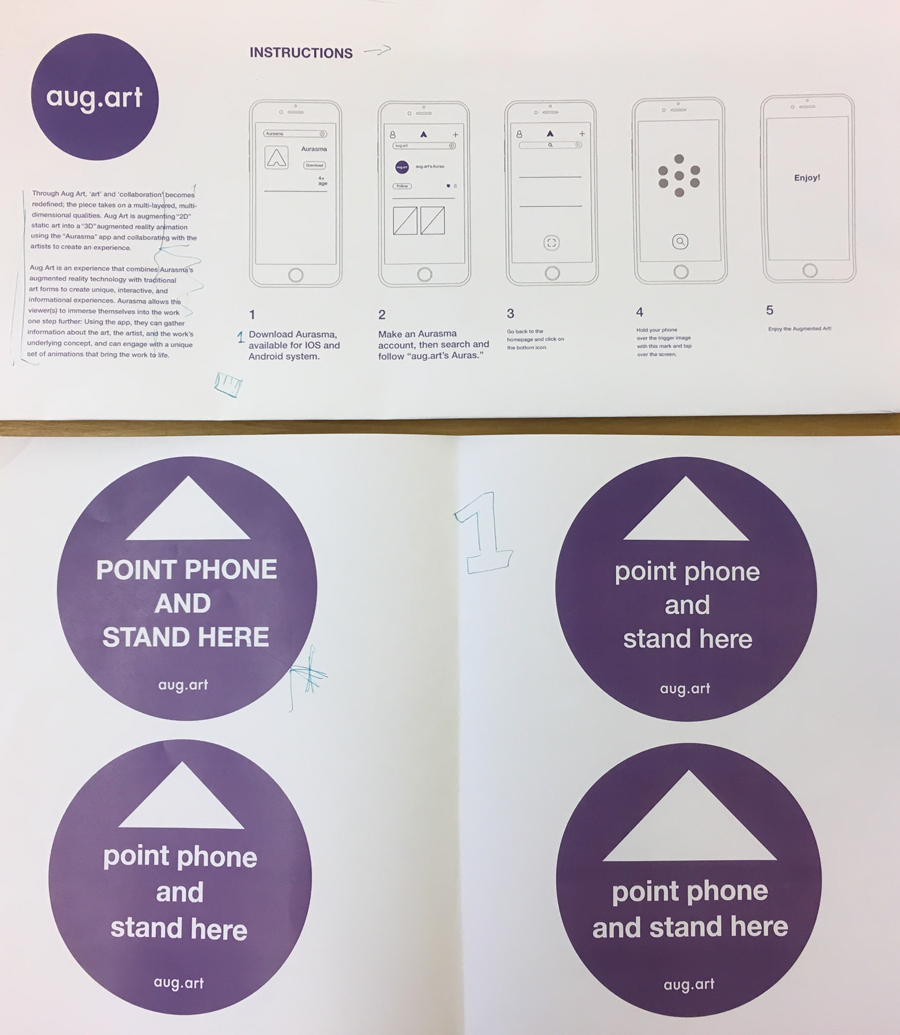 aug.art
INSTRUCTIONS
Through Aug Art, 'art' and 'collaboration' becomes
redefined; the piece takes on a multi-layered, multi-
dimensional qualities. Aug Art is augmenting "2D"
static art into a "3D" augmented reality animation
using the "Aurasma" app and collaborating with the
artists to create an experience.
Aug Art is an experience that combines Aurasma's
augmented reality technology with traditional
art forms to create unique, interactive, and
informational experiences. Aurasma allows the
viewer(s) to immerse themselves into the work
one step further: Using the app, they can gather
information about the art, the artist, and the work's
underlying concept, and can engage with a unique
set of animations that bring the work to life.
Aurasma
Aurasma
Download
4+
age
1
1 Download Aurasma,
available for IOS and
Android system.
aug.art
aug.art
aug.art's Auras
Follow
2
Make an Aurasma
account, then search and
follow "aug.art's Auras."
3
Go back to the
homepage and click on
the bottom icon.
4
Hold your phone
over the trigger image
with this mark and tap
over the screen.
Enjoy!
5
Enjoy the Augmented Art!
POINT PHONE
AND
STAND HERE
aug.art
1
point phone
and
stand here
aug.art
point phone
and
stand here
aug.art
point phone
and stand here
aug.art